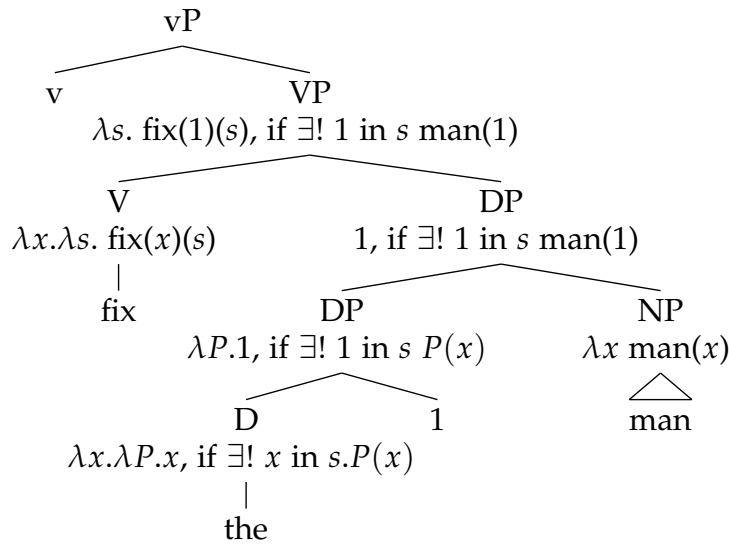 vP
v VP
λs. fix(1)(s), if ∃! 1 in s man(1)
V DP
λx.λs. fix(x)(s) 1, if ∃! 1 in s man(1)
fix DP NP
λP.1, if ∃! 1 in s P(x) λx man(x)
D 1 man
λx.λP.x, if ∃! x in s.P(x)
the